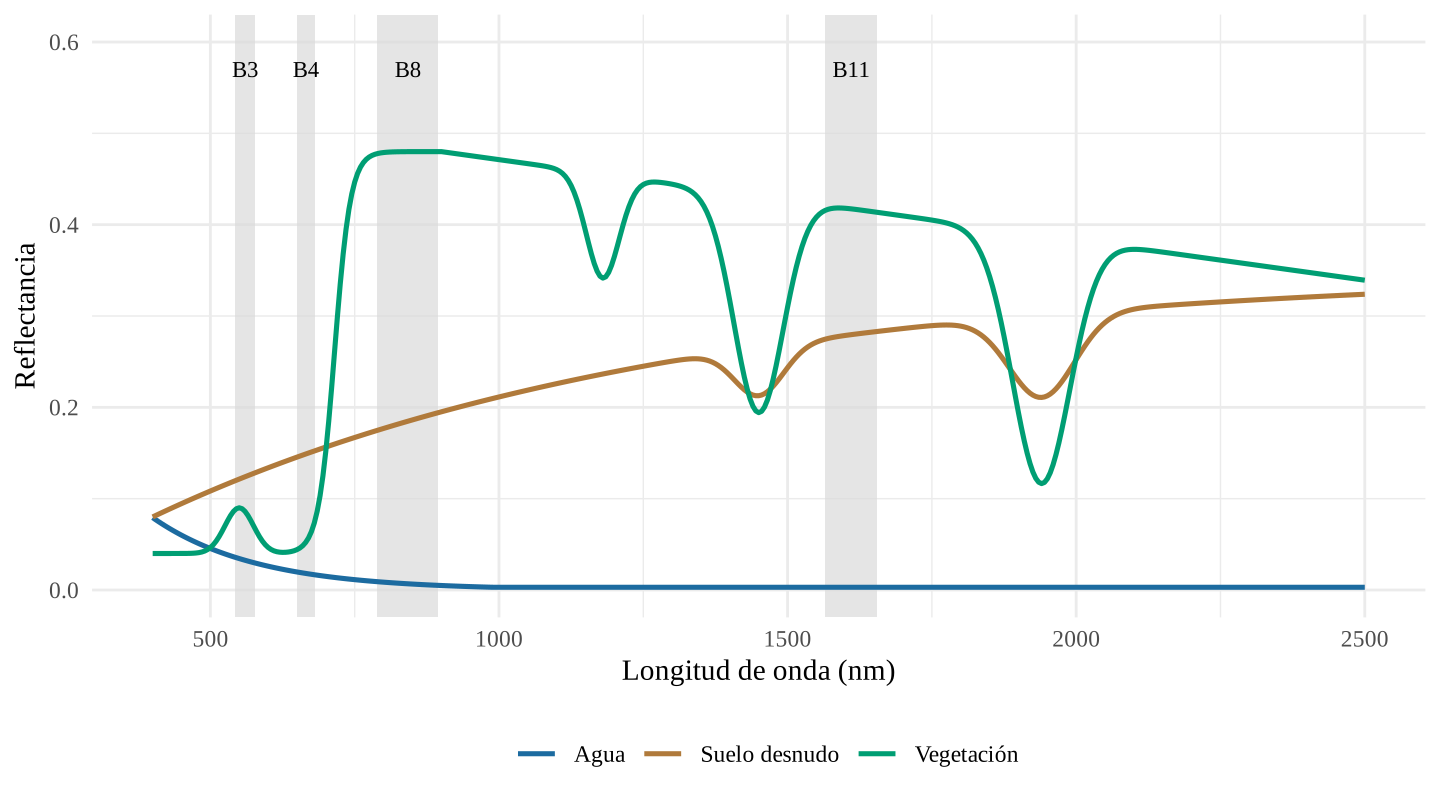 0.6
B3 B4 B8 B11
0.4
Reflectancia
0.2
0.0
500 1000 1500 2000 2500
Longitud de onda (nm)
Agua Suelo desnudo Vegetación